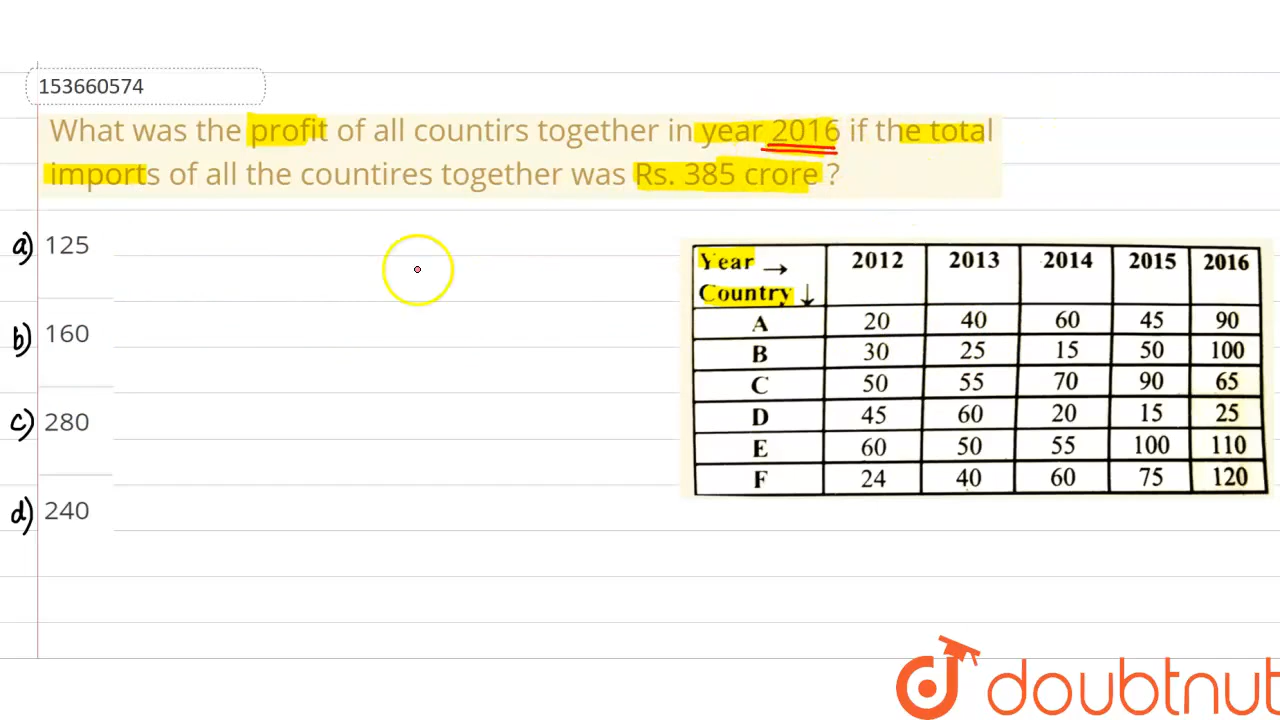 153660574
What was the profit of all countirs together in year 2016 if the total
imports of all the countires together was Rs. 385 crore ?
a) 125
b) 160
c) 280
d) 240
Year → 2012 2013 2014 2015 2016
Country ↓
A 20 40 60 45 90
B 30 25 15 50 100
C 50 55 70 90 65
D 45 60 20 15 25
E 60 50 55 100 110
F 24 40 60 75 120
doubtnut